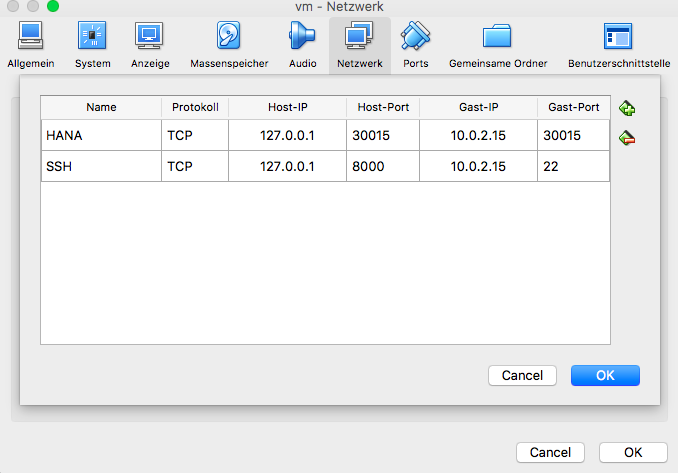 vm - Netzwerk
Allgemein System Anzeige Massenspeicher Audio Netzwerk Ports Gemeinsame Ordner Benutzerschnittstelle
Name Protokoll Host-IP Host-Port Gast-IP Gast-Port
HANA TCP 127.0.0.1 30015 10.0.2.15 30015
SSH TCP 127.0.0.1 8000 10.0.2.15 22
Cancel OK
Cancel OK